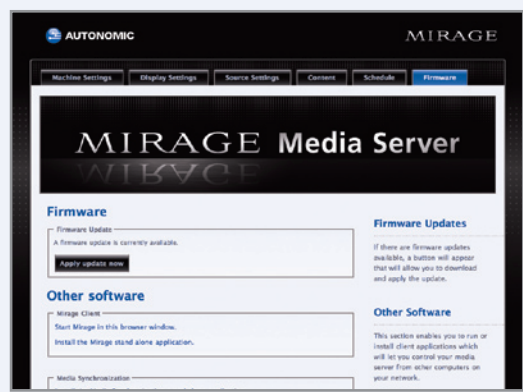 AUTONOMIC
MIRAGE
Machine Settings
Display Settings
Source Settings
Content
Schedule
Firmware
MIRAGE Media Server
Firmware
Firmware Update
A firmware update is currently available.
Apply update now
Other software
Mirage Client
Start Mirage in this browser window.
Install the Mirage stand alone application.
Media Synchronization
Firmware Updates
If there are firmware updates
available, a button will appear
that will allow you to download
and apply the update.
Other Software
This section enables you to run or
install client applications which
will let you control your media
server from other computers on
your network.